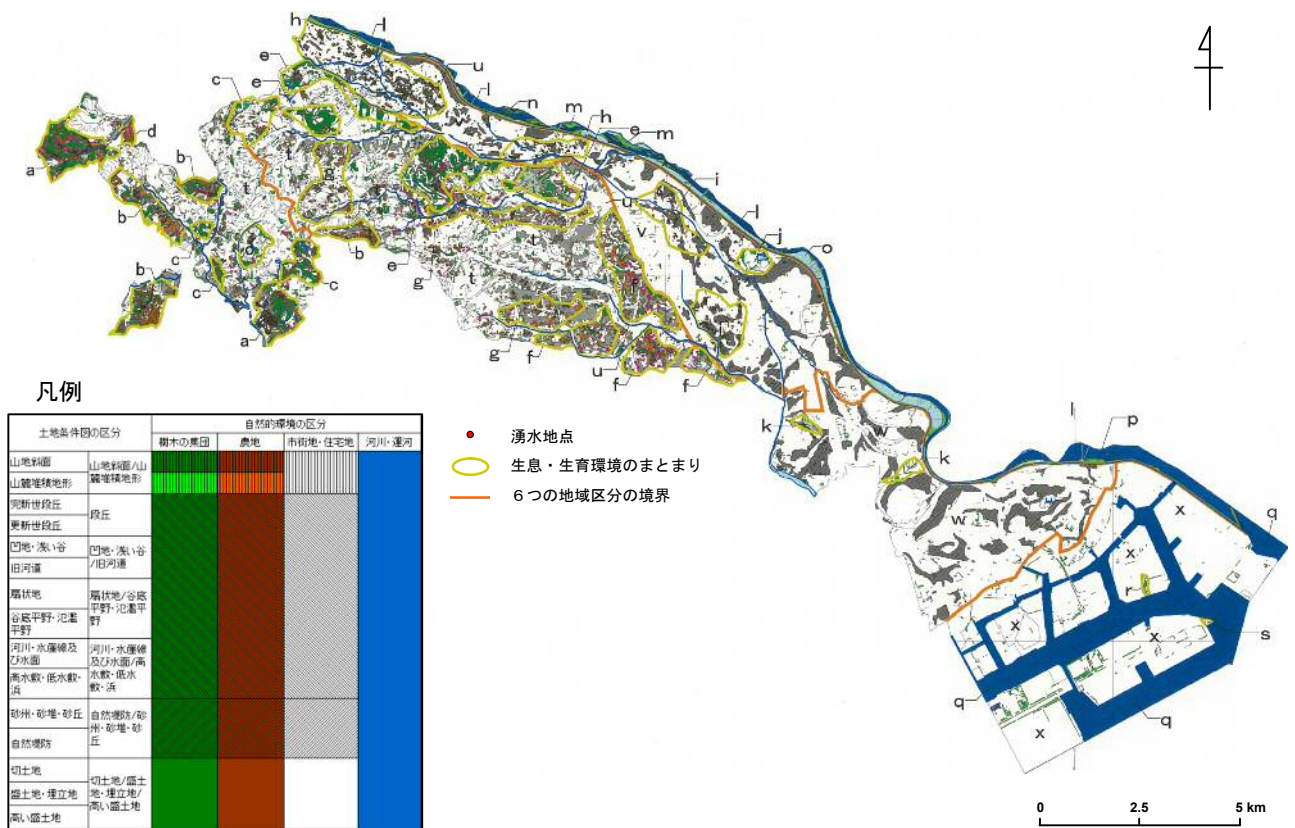 h
l
e
u
c
e
l
n
m
h
e
m
d
v
a
b
t
g
t
i
l
b
u
v
j
o
c
c
b
e
t
b
g
t
f
r
c
a
g
f
u
f
f
凡例
土地条件図の区分
自然的環境の区分
樹木の集団
農地
市街地・住宅地
河川・運河
山地斜面
山地斜面/山麓堆積地形
山麓堆積地形
完新世段丘
段丘
更新世段丘
凹地・浅い谷
凹地・浅い谷/旧河道
旧河道
扇状地
扇状地/谷底平野・氾濫平野
谷底平野・氾濫平野
河川・水崖線及び水面
河川・水崖線及び水面/高水敷・低水敷・浜
高水敷・低水敷・浜
砂州・砂堆・砂丘
自然堤防/砂州・砂堆・砂丘
自然堤防
切土地
切土地/盛土地・埋立地/高い盛土地
盛土地・埋立地
高い盛土地
湧水地点
生息・生育環境のまとまり
6つの地域区分の境界
k
w
k
l
p
w
x
q
x
r
x
x
s
q
q
x
0 2.5 5 km